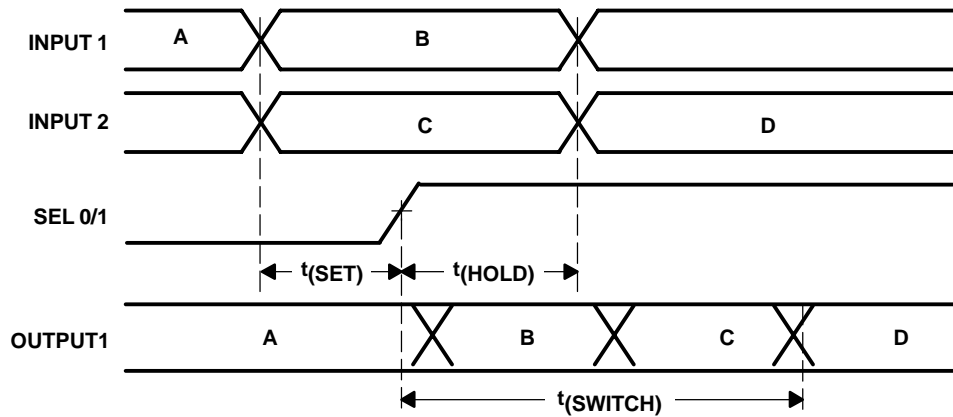 INPUT 1 A B
INPUT 2 C D
SEL 0/1
t(SET) t(HOLD)
OUTPUT1 A B C D
t(SWITCH)